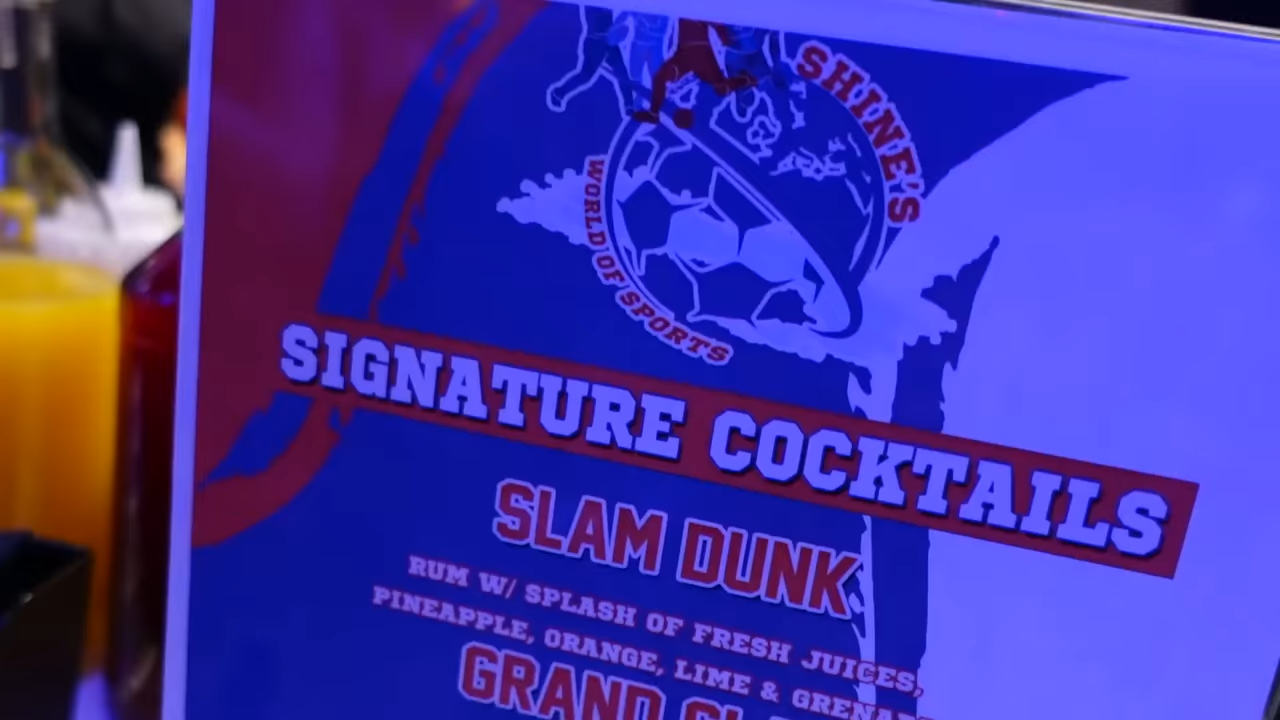 SHINE'S
WORLD OF SPORTS
SIGNATURE COCKTAILS
SLAM DUNK
RUM W/ SPLASH OF FRESH JUICES,
PINEAPPLE, ORANGE, LIME &
GRAND